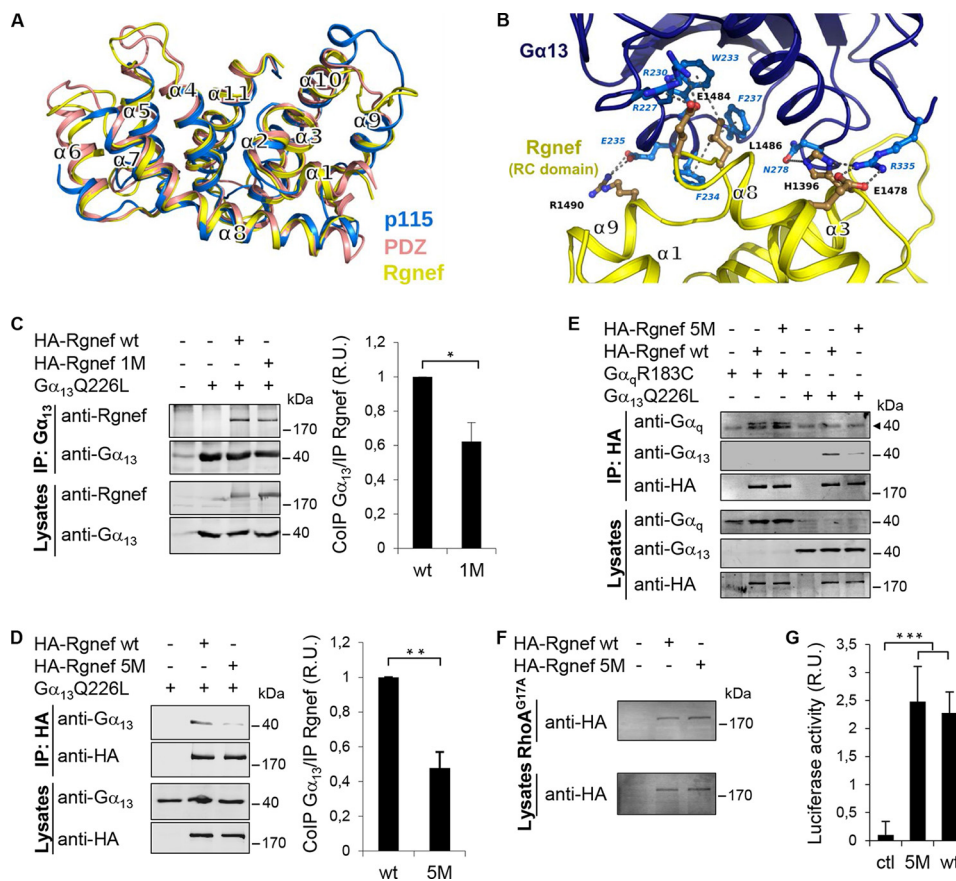 A
α10
α4
α11
α5
α9
α3
α2
α6
α7
α1
α8
p115
PDZ
Rgnef
B
Gα13
W233
R230
E1484
F237
R227
E235
L1486
Rgnef
(RC domain)
N278
R335
H1396
E1478
F234
α8
R1490
α3
α9
α1
C
HA-Rgnef wt - - + -
HA-Rgnef 1M - - - +
Gα13Q226L - + + +
kDa
IP: Gα13
anti-Rgnef
170
anti-Gα13
40
Lysates
anti-Rgnef
170
anti-Gα13
40
CoIP Gα13/IP Rgnef (R.U.)
1,2
1
0,8
0,6
0,4
0,2
0
*
wt 1M
E
HA-Rgnef 5M - - + - - +
HA-Rgnef wt - + - - + -
GαqR183C + + + - - -
Gα13Q226L - - - + + +
kDa
IP: HA
anti-Gαq
40
anti-Gα13
40
anti-HA
170
Lysates
anti-Gαq
40
anti-Gα13
40
anti-HA
170
D
HA-Rgnef wt - + -
HA-Rgnef 5M - - +
Gα13Q226L + + +
kDa
IP: HA
anti-Gα13
40
anti-HA
170
Lysates
anti-Gα13
40
anti-HA
170
CoIP Gα13/IP Rgnef (R.U.)
1,2
1
0,8
0,6
0,4
0,2
0
**
wt 5M
F
HA-Rgnef wt - + -
HA-Rgnef 5M - - +
kDa
RhoAG17A
anti-HA
170
Lysates
anti-HA
170
G
Luciferase activity (R.U.)
3,5
3
2,5
2
1,5
1
0,5
0
***
ctl 5M wt